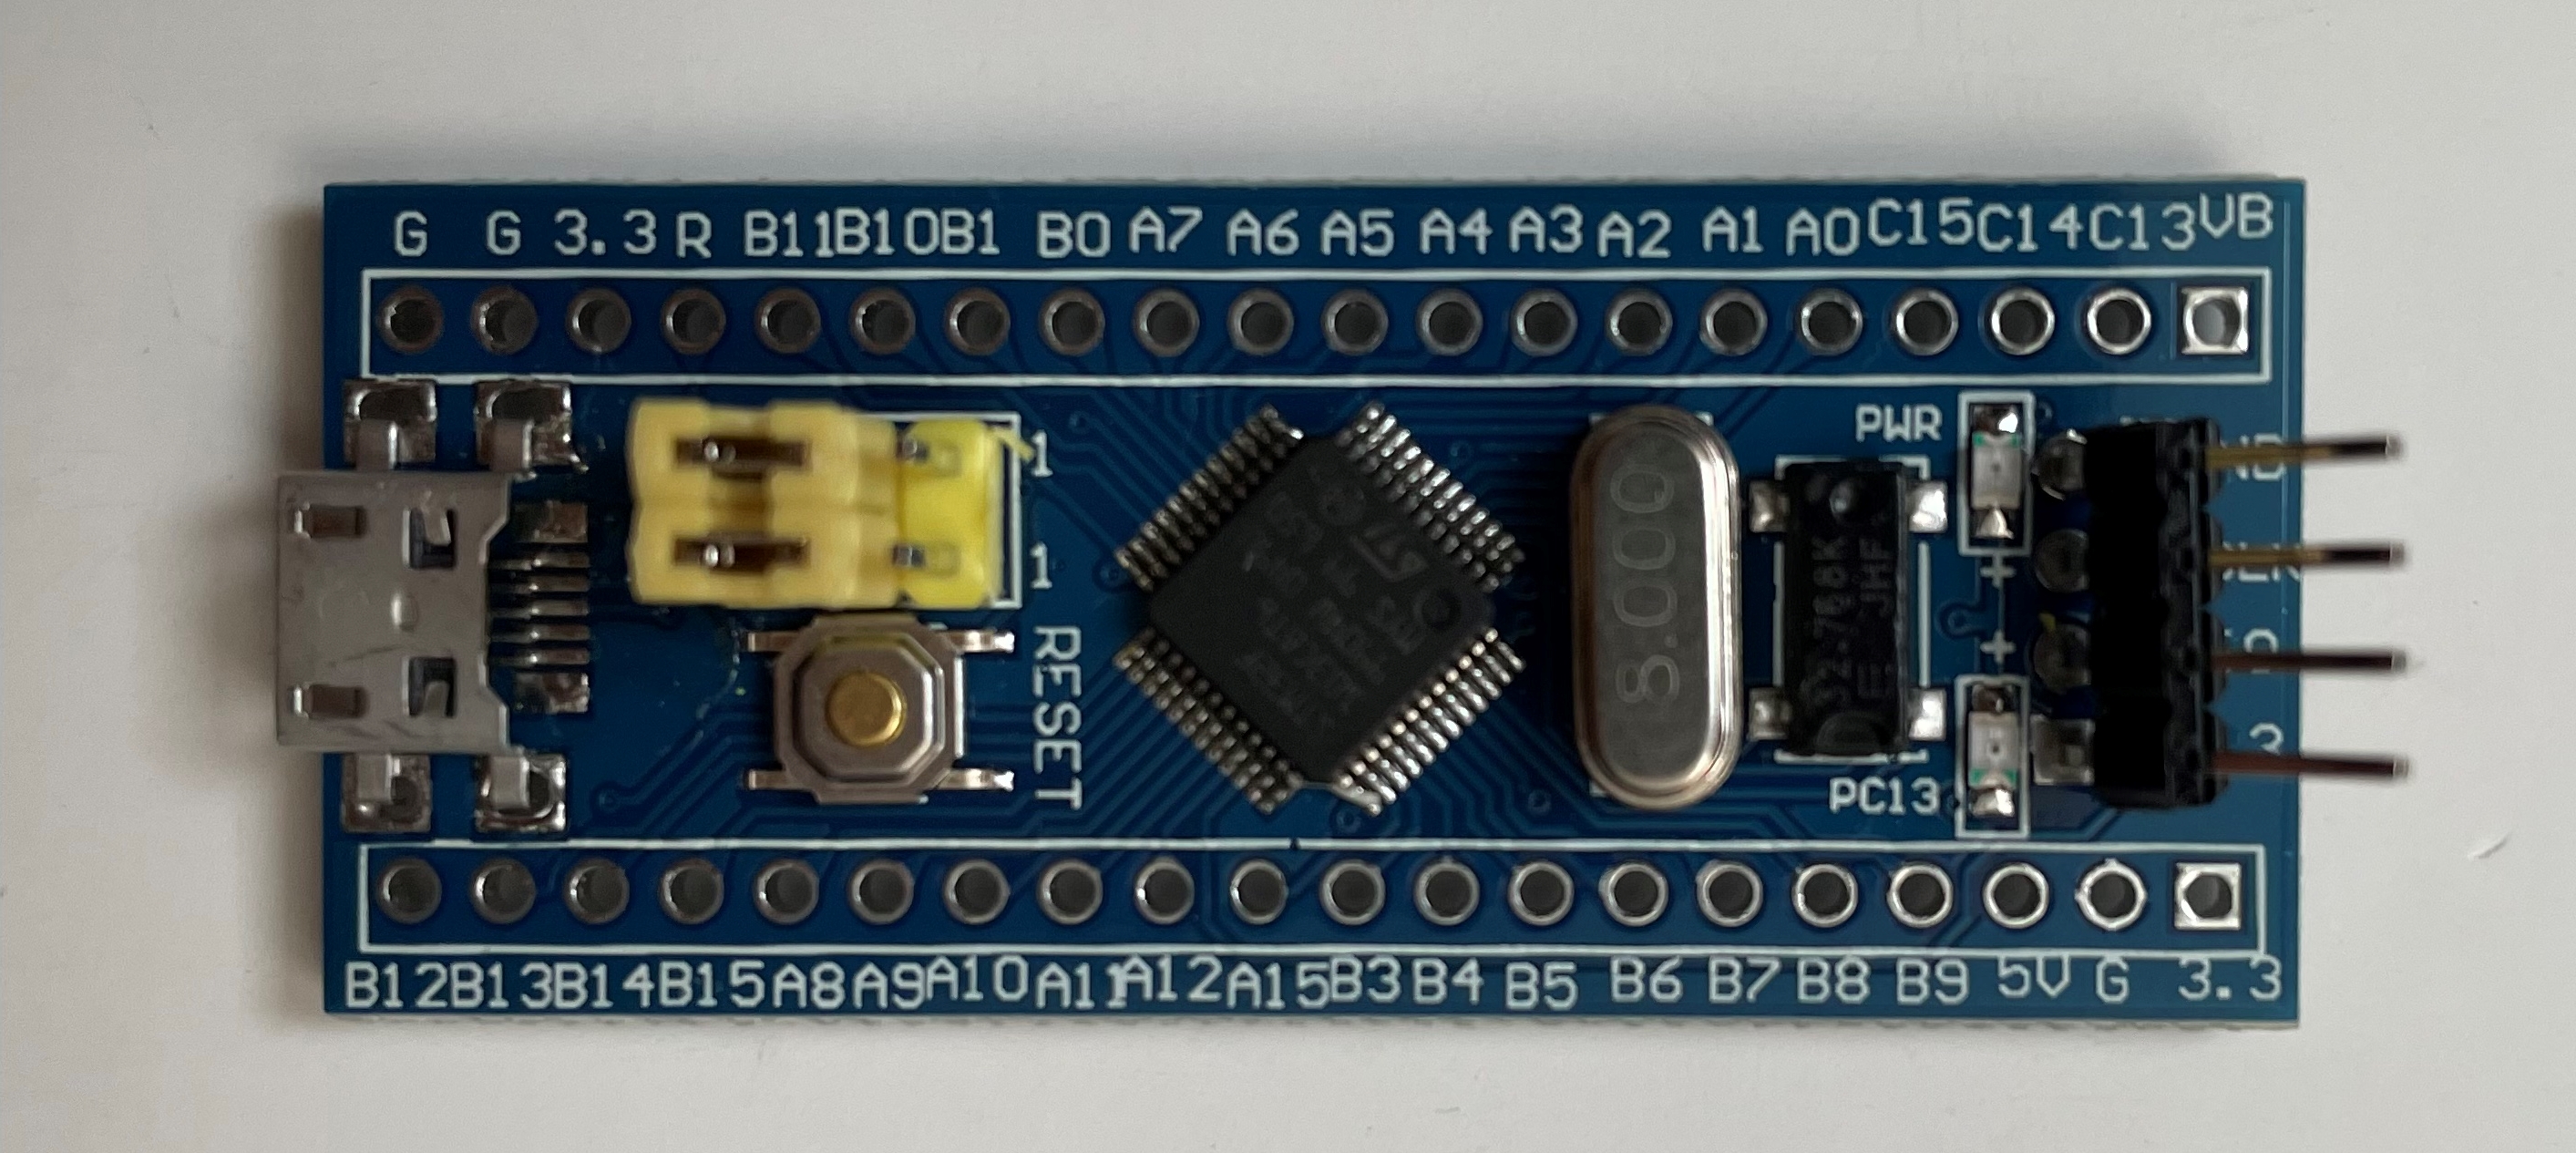 G G 3.3 R B11 B10 B1 B0 A7 A6 A5 A4 A3 A2 A1 A0 C15 C14 C13 VB
1
PWR
1
RESET
8.000
PC13
B12 B13 B14 B15 A8 A9 A10 A11 A12 A15 B3 B4 B5 B6 B7 B8 B9 5V G 3.3